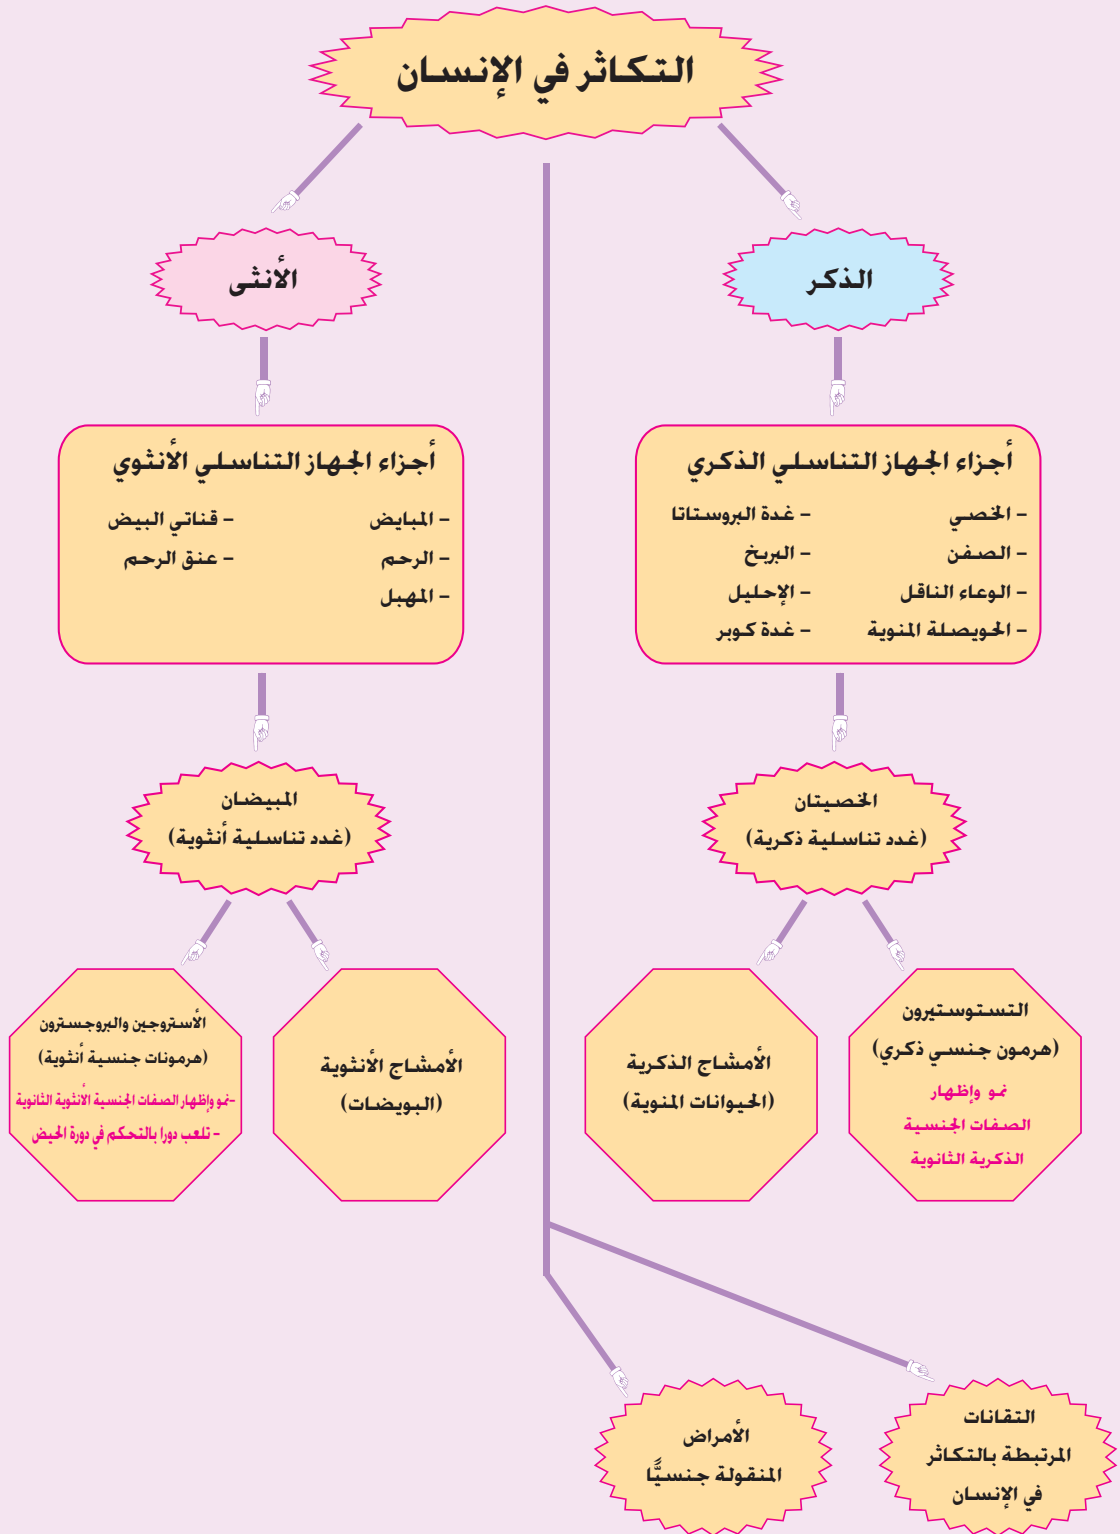 التكاثر في الإنسان
الذكر
الأنثى
أجزاء الجهاز التناسلي الذكري
- الخصي
- غدة البروستاتا
- الصفن
- البربخ
- الوعاء الناقل
- الإحليل
- الحويصلة المنوية
- غدة كوبر
أجزاء الجهاز التناسلي الأنثوي
- المبايض
- قناتي البيض
- الرحم
- عنق الرحم
- المهبل
الخصيتان
(غدد تناسلية ذكرية)
المبيضان
(غدد تناسلية أنثوية)
التستوستيرون
(هرمون جنسي ذكري)
نمو وإظهار
الصفات الجنسية
الذكرية الثانوية
الأمشاج الذكرية
(الحيوانات المنوية)
الأمشاج الأنثوية
(البويضات)
الأستروجين والبروجسترون
(هرمونات جنسية أنثوية)
-نمو وإظهار الصفات الجنسية الأنثوية الثانوية
- تلعب دورا بالتحكم في دورة الحيض
التقانات
المرتبطة بالتكاثر
في الإنسان
الأمراض
المنقولة جنسيًّا